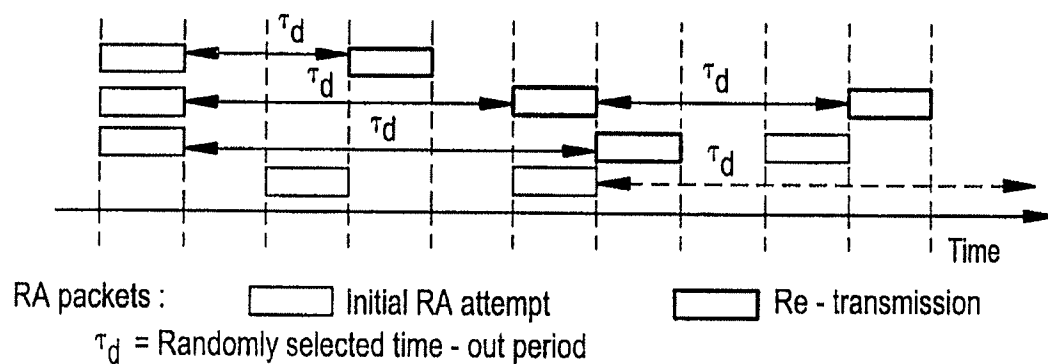 τd
τd
τd
τd
τd
Time
RA packets : Initial RA attempt Re - transmission
τd = Randomly selected time - out period